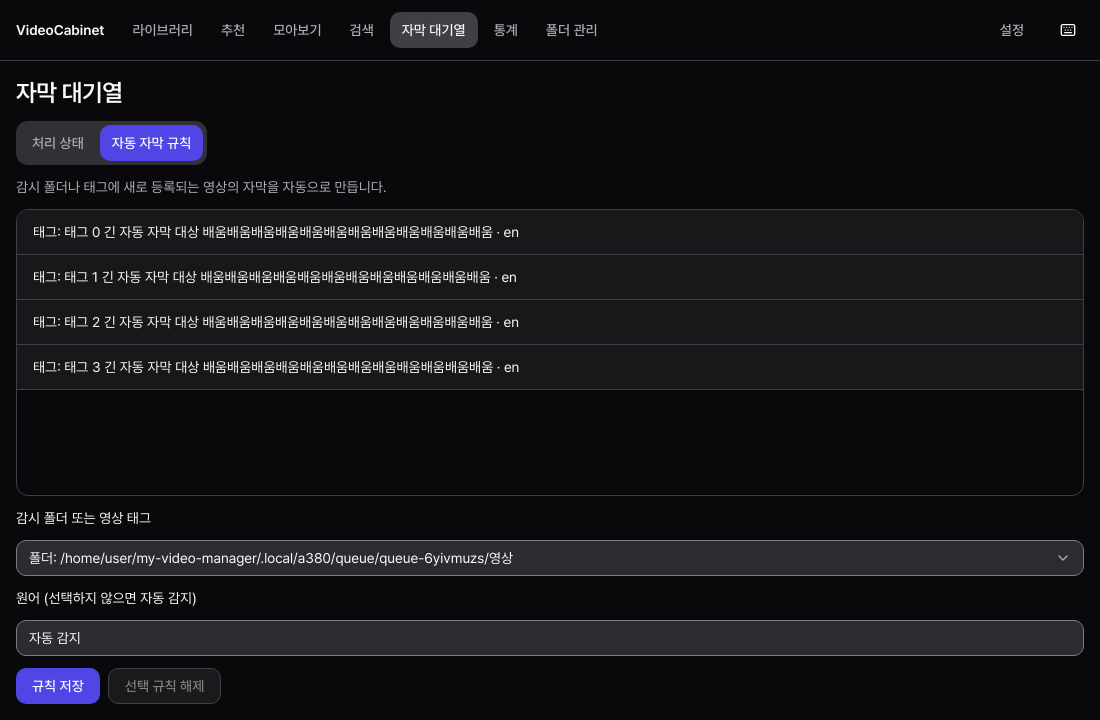 VideoCabinet 라이브러리 추천 모아보기 검색 자막 대기열 통계 폴더 관리 설정
자막 대기열
처리 상태 자동 자막 규칙
감시 폴더나 태그에 새로 등록되는 영상의 자막을 자동으로 만듭니다.
태그: 태그 0 긴 자동 자막 대상 배움배움배움배움배움배움배움배움배움배움배움배움 · en
태그: 태그 1 긴 자동 자막 대상 배움배움배움배움배움배움배움배움배움배움배움배움 · en
태그: 태그 2 긴 자동 자막 대상 배움배움배움배움배움배움배움배움배움배움배움배움 · en
태그: 태그 3 긴 자동 자막 대상 배움배움배움배움배움배움배움배움배움배움배움배움 · en
감시 폴더 또는 영상 태그
폴더: /home/user/my-video-manager/.local/a380/queue/queue-6yivmuzs/영상
원어 (선택하지 않으면 자동 감지)
자동 감지
규칙 저장 선택 규칙 해제